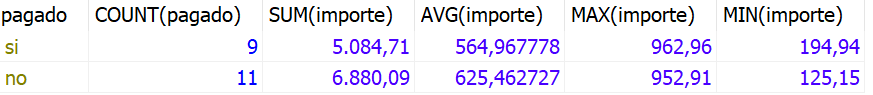 pagado COUNT(pagado) SUM(importe) AVG(importe) MAX(importe) MIN(importe)
si 9 5.084,71 564,967778 962,96 194,94
no 11 6.880,09 625,462727 952,91 125,15